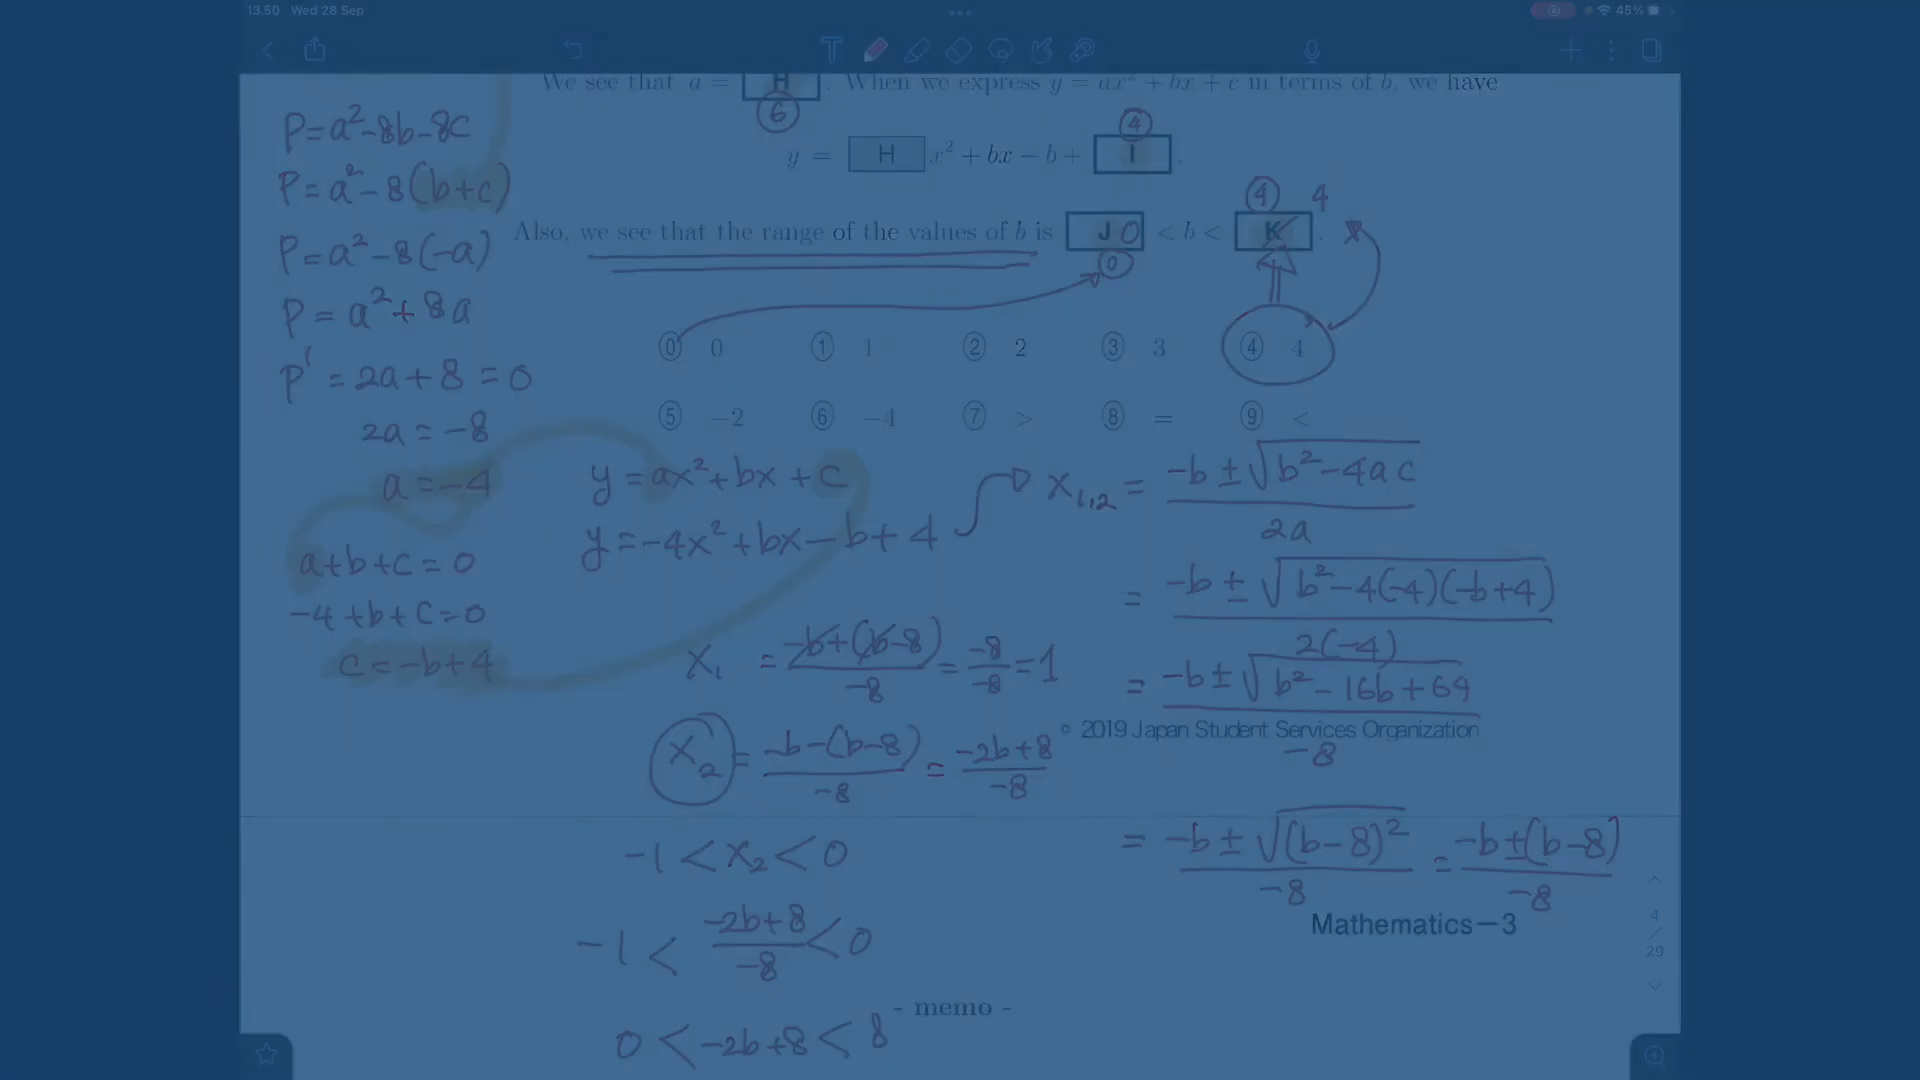 13.50 Wed 28 Sep
45%
We see that a = H . When we express y = ax² + bx + c in terms of b, we have
6
4
y = H x² + bx − b + I .
4 4
Also, we see that the range of the values of b is J 0 < b < K .
0
⓪ 0 ① 1 ② 2 ③ 3 ④ 4
⑤ −2 ⑥ −4 ⑦ > ⑧ = ⑨ <
P = a² - 8b - 8c
P = a² - 8(b+c)
P = a² - 8(-a)
P = a² + 8a
P' = 2a + 8 = 0
2a = -8
a = -4
a+b+c = 0
-4+b+c = 0
c = -b+4
y = ax² + bx + c
y = -4x² + bx - b + 4
x₁,₂ = (-b ± √(b² - 4ac)) / 2a
= (-b ± √(b² - 4(-4)(-b+4))) / 2(-4)
= (-b ± √(b² - 16b + 64)) / -8
= (-b ± √(b-8)²) / -8 = (-b ± (b-8)) / -8
x₁ = (-b + (b-8)) / -8 = -8 / -8 = 1
x₂ = (-b - (b-8)) / -8 = (-2b+8) / -8
-1 < x₂ < 0
-1 < (-2b+8) / -8 < 0
0 < -2b+8 < 8
© 2019 Japan Student Services Organization
Mathematics−3
- memo -
4 / 29